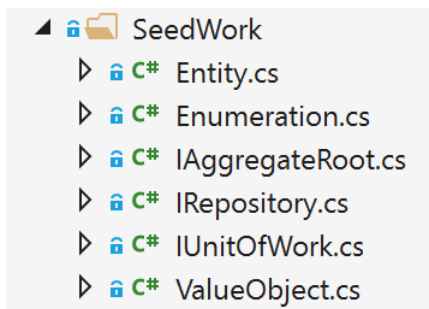 SeedWork
C# Entity.cs
C# Enumeration.cs
C# IAggregateRoot.cs
C# IRepository.cs
C# IUnitOfWork.cs
C# ValueObject.cs